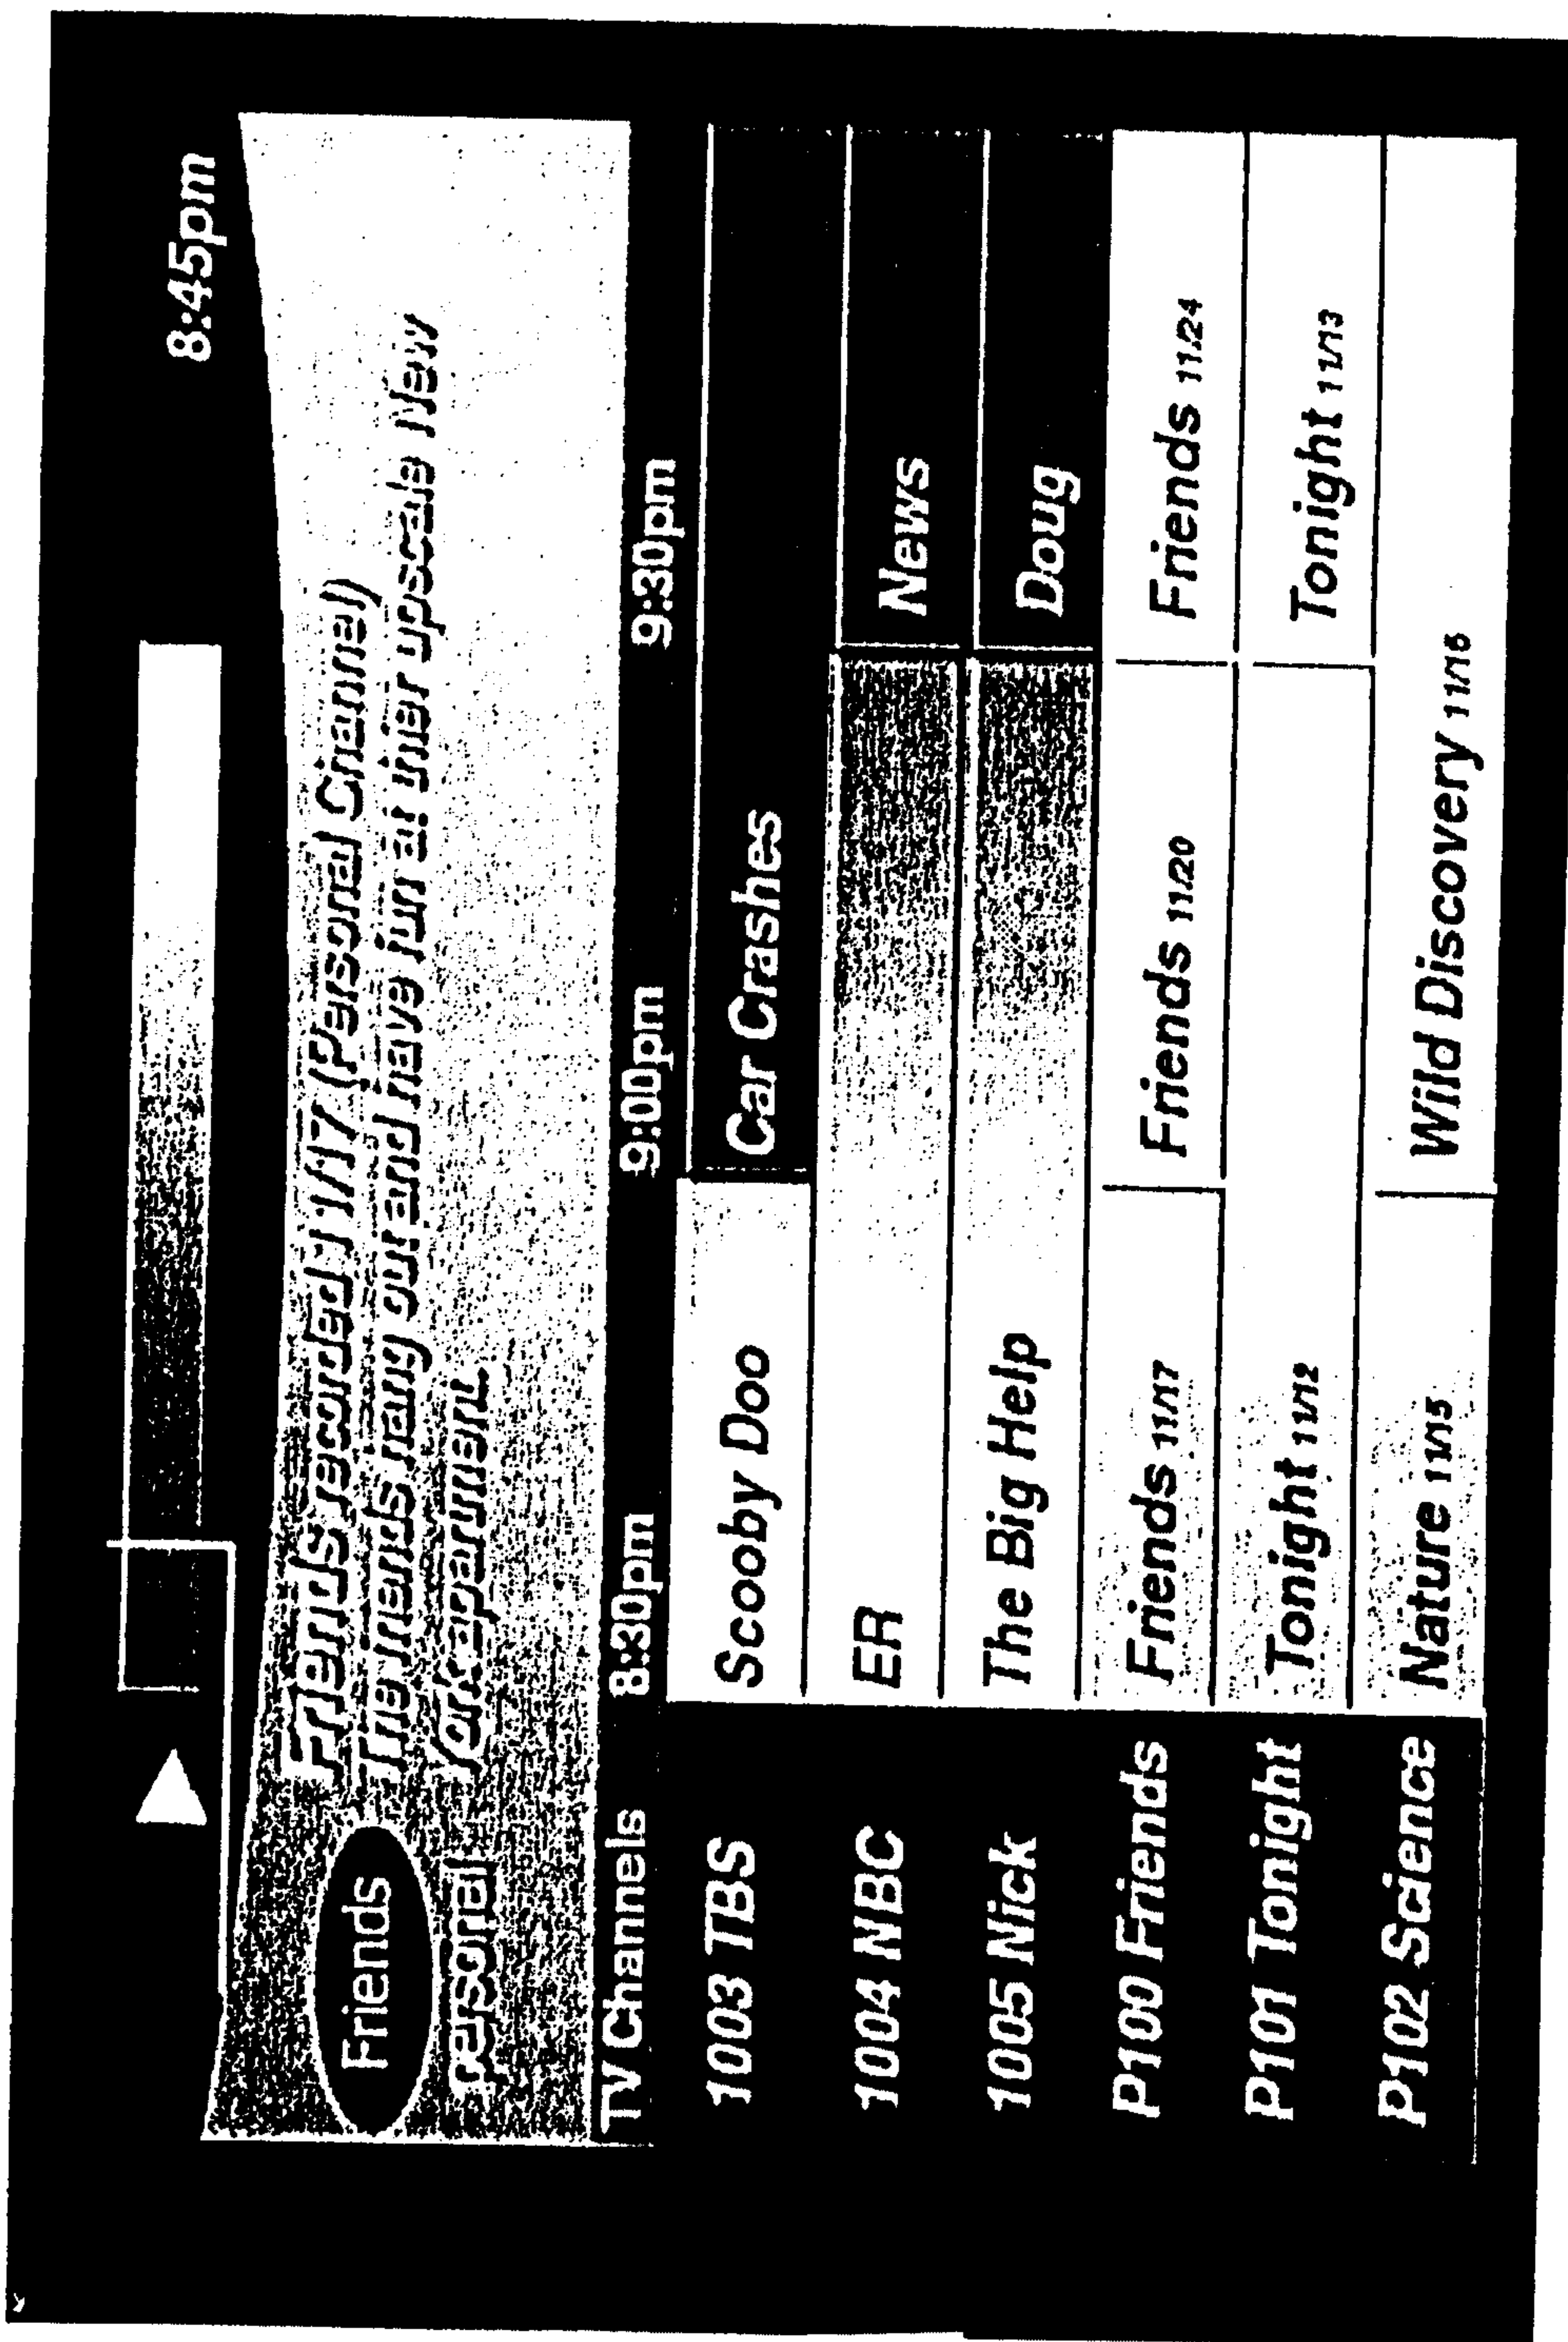 8:45pm
Friends recorded 11/17 (Personal Channel)
The friends hang out and have fun at thier upscale New
York apartment.
Friends
personal
TV Channels 8:30pm 9:00pm 9:30pm
1003 TBS Scooby Doo Car Crashes
1004 NBC ER News
1005 Nick The Big Help Doug
P100 Friends Friends 11/17 Friends 11/20 Friends 11/24
P101 Tonight Tonight 11/12 Tonight 11/13
P102 Science Nature 11/15 Wild Discovery 11/16